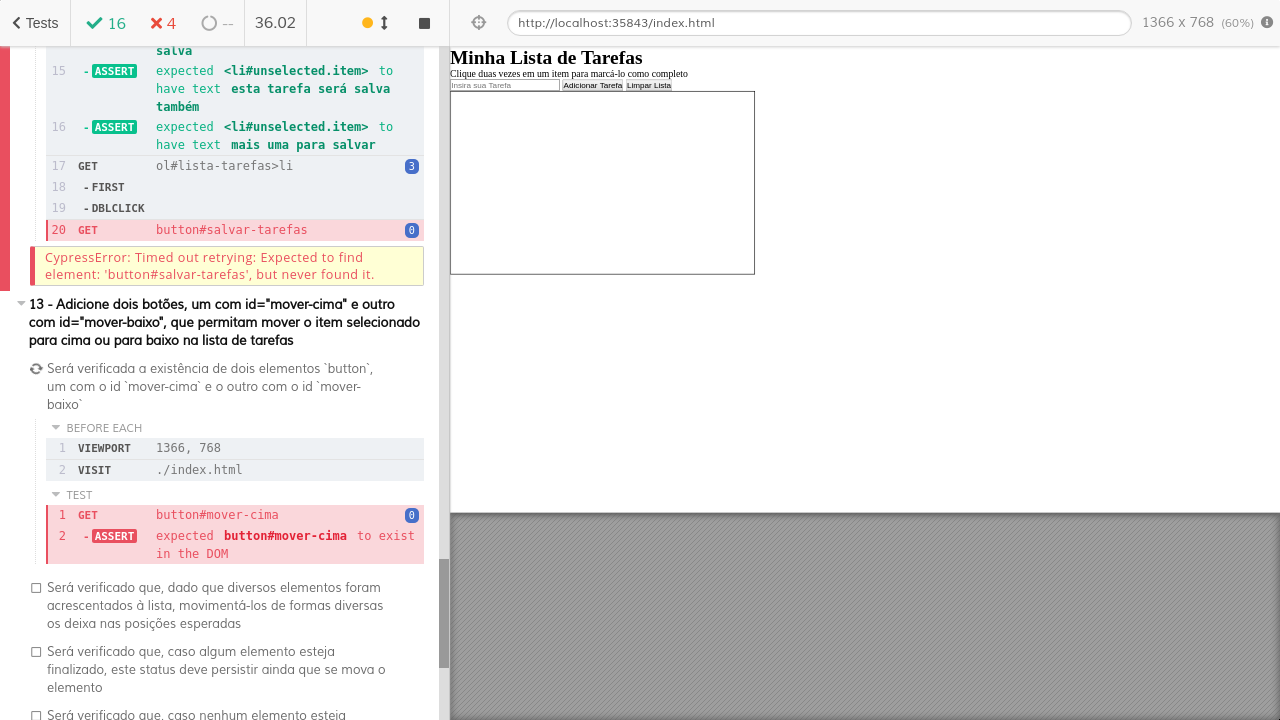 Tests
16
4
--
36.02
http://localhost:35843/index.html
1366 x 768 (60%)
salva
15 -ASSERT expected <li#unselected.item> to
have text esta tarefa será salva
também
16 -ASSERT expected <li#unselected.item> to
have text mais uma para salvar
17 GET ol#lista-tarefas>li 3
18 -FIRST
19 -DBLCLICK
20 GET button#salvar-tarefas 0
CypressError: Timed out retrying: Expected to find
element: 'button#salvar-tarefas', but never found it.
13 - Adicione dois botões, um com id="mover-cima" e outro
com id="mover-baixo", que permitam mover o item selecionado
para cima ou para baixo na lista de tarefas
Será verificada a existência de dois elementos `button`,
um com o id `mover-cima` e o outro com o id `mover-
baixo`
BEFORE EACH
1 VIEWPORT 1366, 768
2 VISIT ./index.html
TEST
1 GET button#mover-cima 0
2 -ASSERT expected button#mover-cima to exist
in the DOM
Será verificado que, dado que diversos elementos foram
acrescentados à lista, movimentá-los de formas diversas
os deixa nas posições esperadas
Será verificado que, caso algum elemento esteja
finalizado, este status deve persistir ainda que se mova o
elemento
Será verificado que, caso nenhum elemento esteja
Minha Lista de Tarefas
Clique duas vezes em um item para marcá-lo como completo
Insira sua Tarefa
Adicionar Tarefa
Limpar Lista